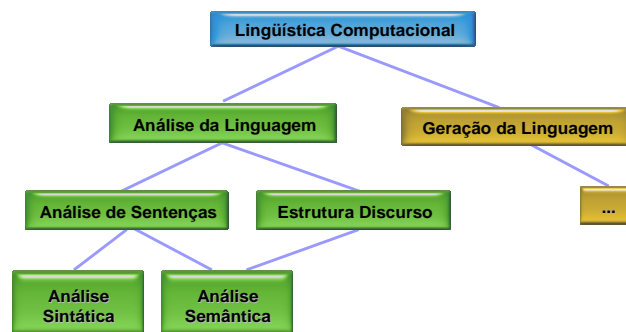 Lingüística Computacional
Análise da Linguagem
Geração da Linguagem
Análise de Sentenças
Estrutura Discurso
...
Análise
Sintática
Análise
Semântica